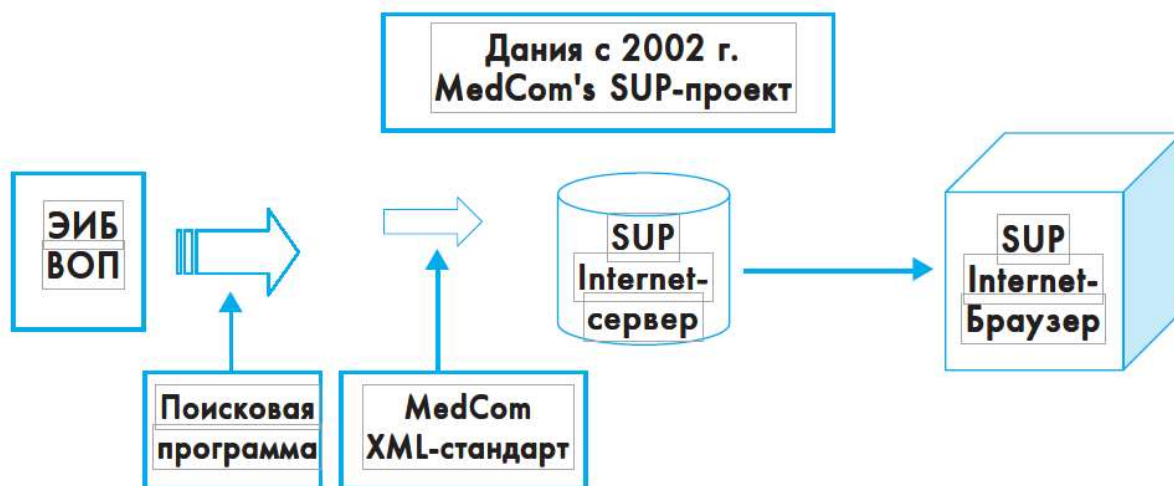 Дания с 2002 г.
MedCom's SUP-проект
ЭИБ
ВОП
SUP
Internet-
сервер
SUP
Internet-
Браузер
Поисковая
программа
MedCom
XML-стандарт